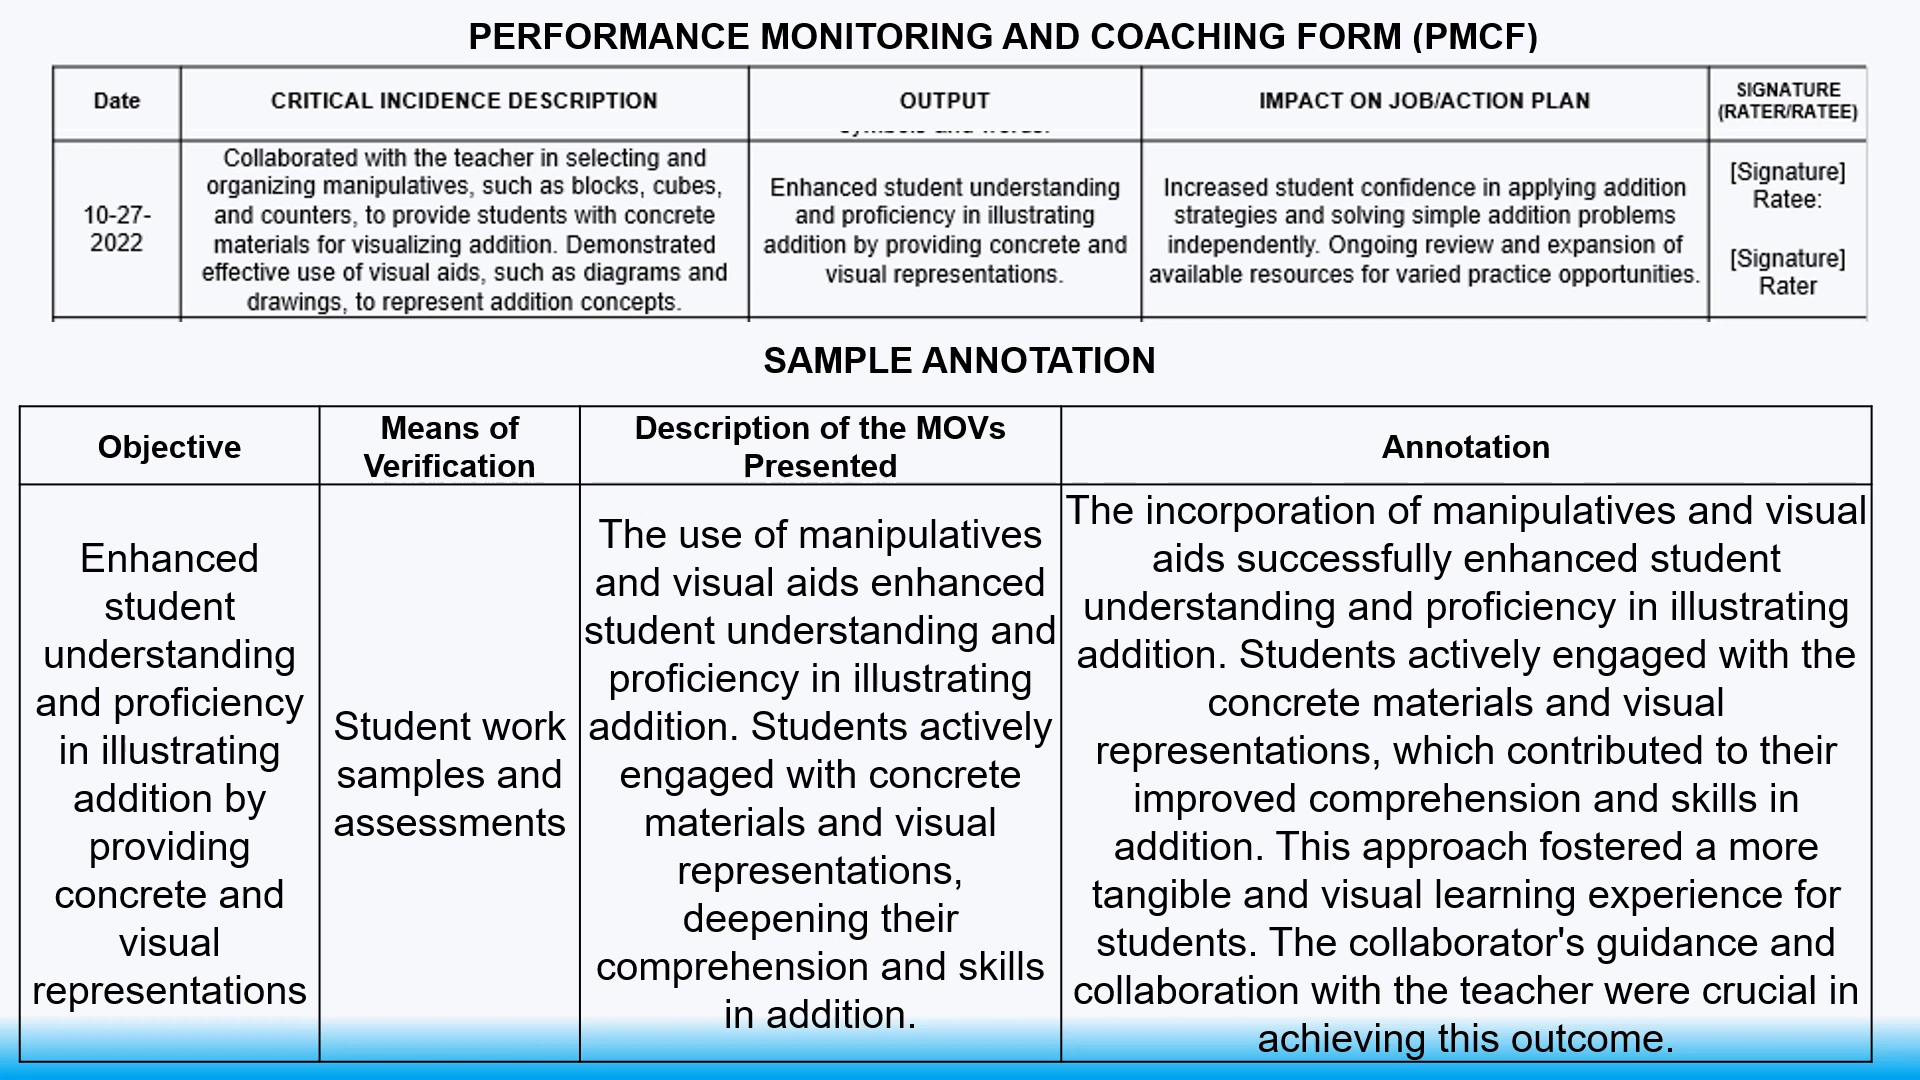 PERFORMANCE MONITORING AND COACHING FORM (PMCF)
Date
CRITICAL INCIDENCE DESCRIPTION
OUTPUT
IMPACT ON JOB/ACTION PLAN
SIGNATURE
(RATER/RATEE)
10-27-
2022
Collaborated with the teacher in selecting and
organizing manipulatives, such as blocks, cubes,
and counters, to provide students with concrete
materials for visualizing addition. Demonstrated
effective use of visual aids, such as diagrams and
drawings, to represent addition concepts.
Enhanced student understanding
and proficiency in illustrating
addition by providing concrete and
visual representations.
Increased student confidence in applying addition
strategies and solving simple addition problems
independently. Ongoing review and expansion of
available resources for varied practice opportunities.
[Signature]
Ratee:
[Signature]
Rater
SAMPLE ANNOTATION
Objective
Means of
Verification
Description of the MOVs
Presented
Annotation
Enhanced
student
understanding
and proficiency
in illustrating
addition by
providing
concrete and
visual
representations
Student work
samples and
assessments
The use of manipulatives
and visual aids enhanced
student understanding and
proficiency in illustrating
addition. Students actively
engaged with concrete
materials and visual
representations,
deepening their
comprehension and skills
in addition.
The incorporation of manipulatives and visual
aids successfully enhanced student
understanding and proficiency in illustrating
addition. Students actively engaged with the
concrete materials and visual
representations, which contributed to their
improved comprehension and skills in
addition. This approach fostered a more
tangible and visual learning experience for
students. The collaborator's guidance and
collaboration with the teacher were crucial in
achieving this outcome.